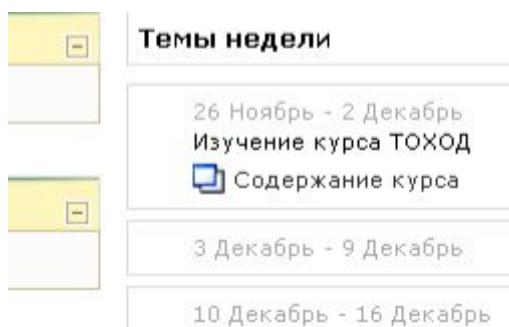 Темы недели
26 Ноябрь - 2 Декабрь
Изучение курса ТОХОД
Содержание курса
3 Декабрь - 9 Декабрь
10 Декабрь - 16 Декабрь